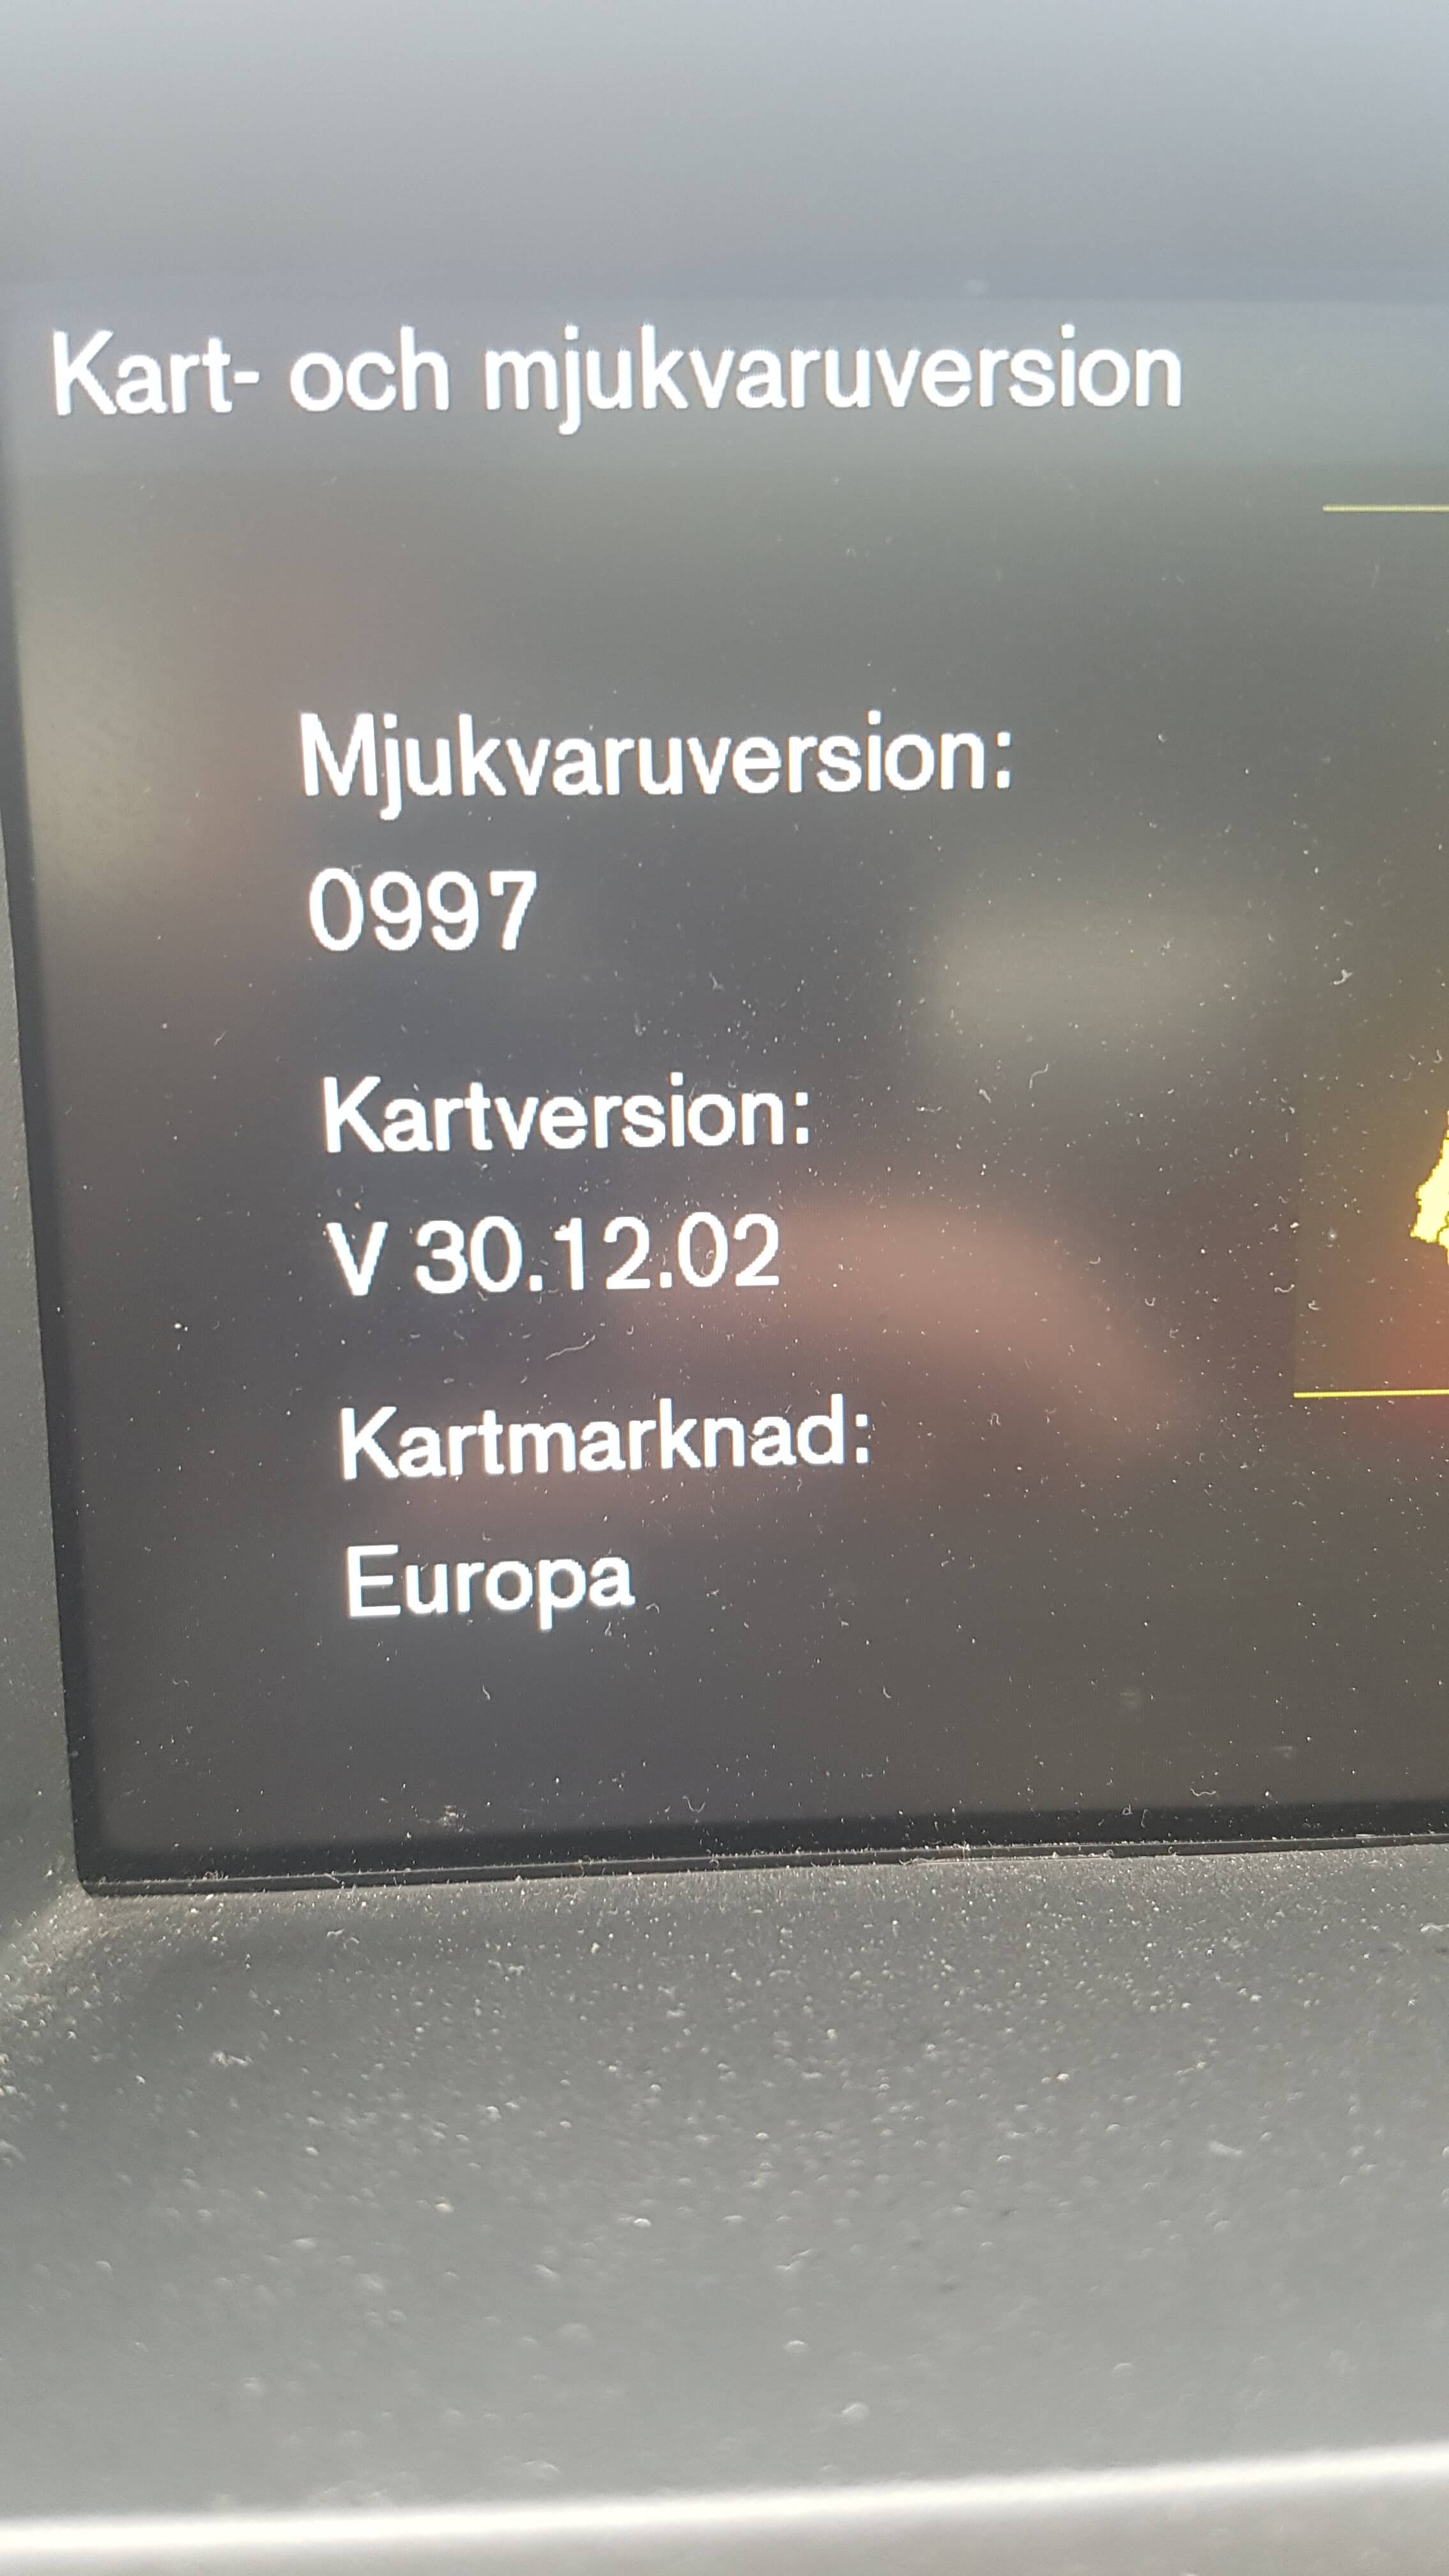 Kart- och mjukvaruversion
Mjukvaruversion:
0997
Kartversion:
V 30.12.02
Kartmarknad:
Europa